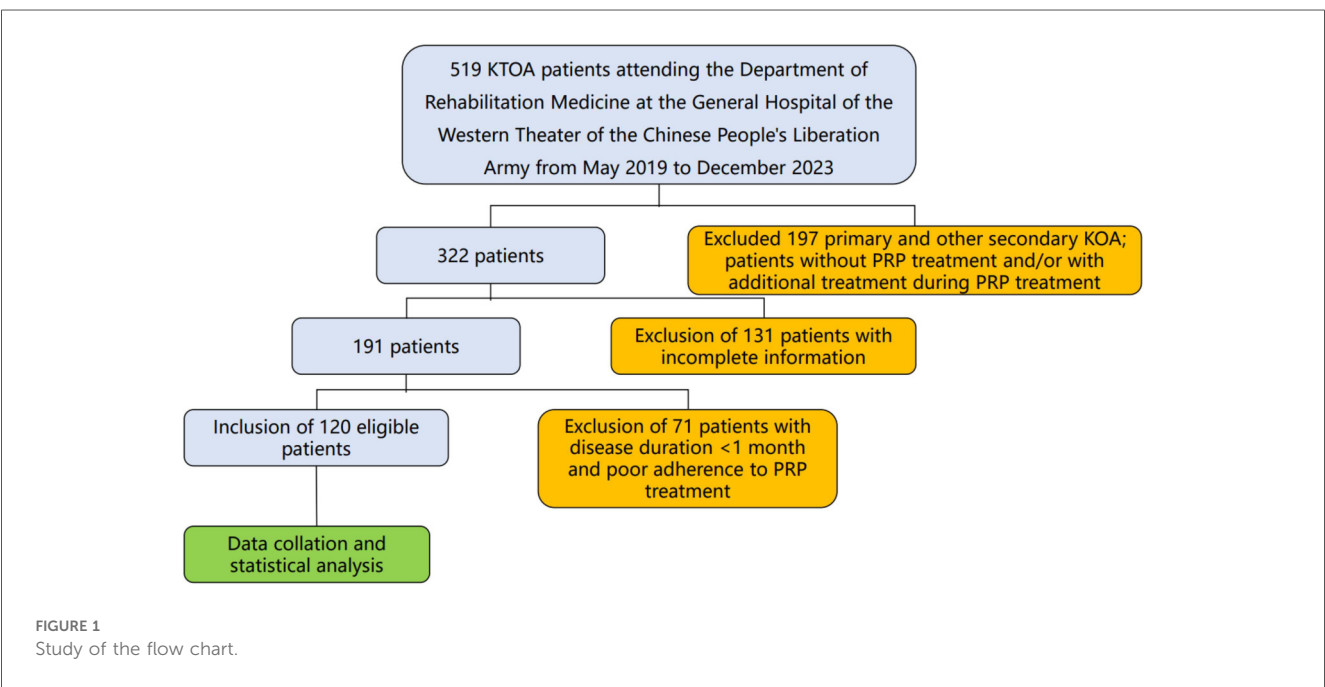 519 KTOA patients attending the Department of
Rehabilitation Medicine at the General Hospital of the
Western Theater of the Chinese People's Liberation
Army from May 2019 to December 2023
322 patients
Excluded 197 primary and other secondary KOA;
patients without PRP treatment and/or with
additional treatment during PRP treatment
191 patients
Exclusion of 131 patients with
incomplete information
Inclusion of 120 eligible
patients
Exclusion of 71 patients with
disease duration <1 month
and poor adherence to PRP
treatment
Data collation and
statistical analysis
FIGURE 1
Study of the flow chart.